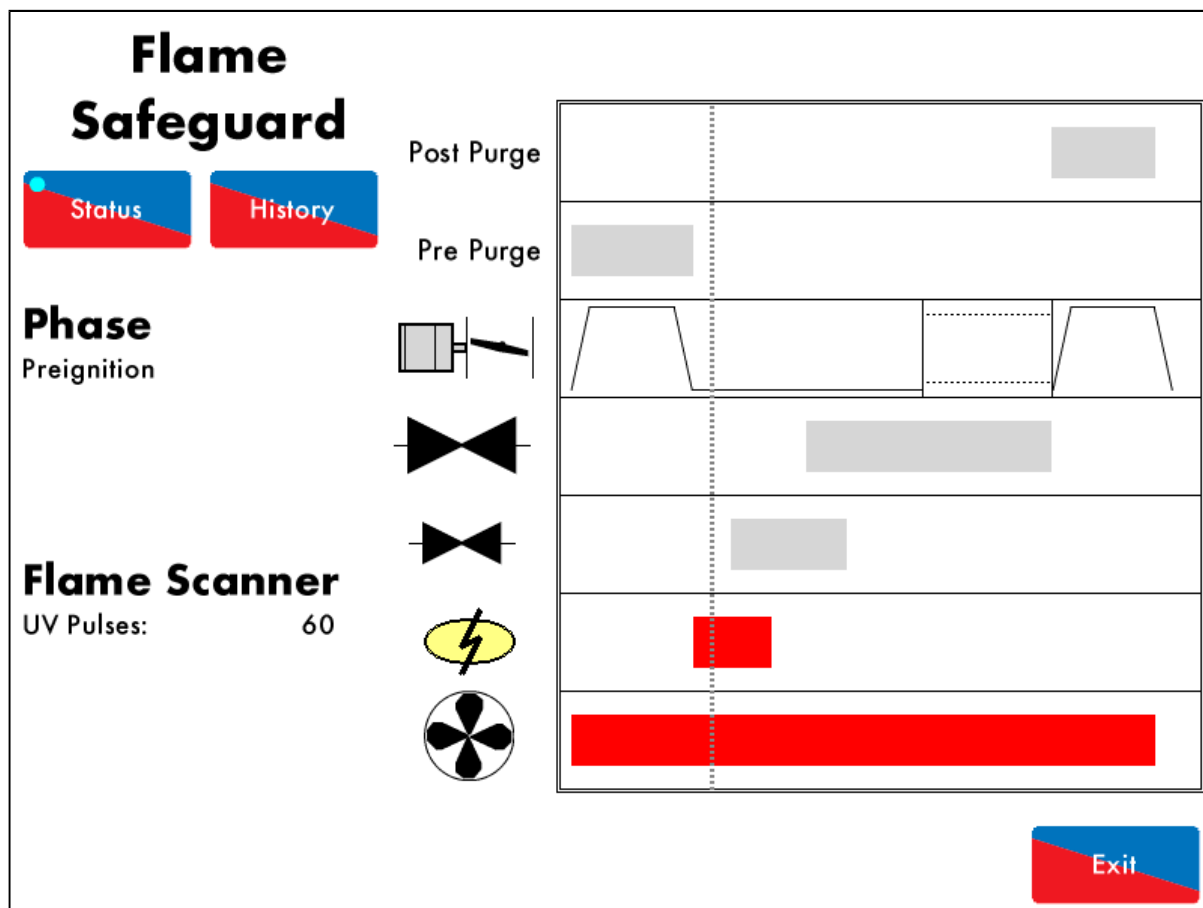 Flame
Safeguard
Status
History
Phase
Preignition
Flame Scanner
UV Pulses: 60
Post Purge
Pre Purge
Exit